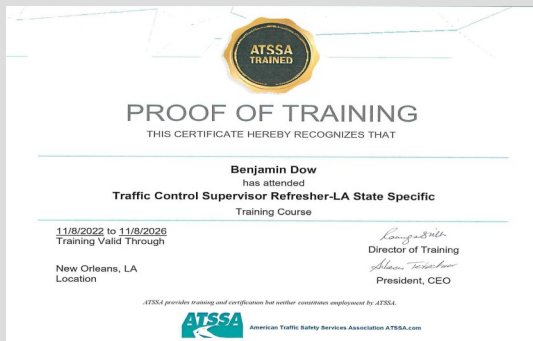 ATSSA
TRAINED
PROOF OF TRAINING
THIS CERTIFICATE HEREBY RECOGNIZES THAT
Benjamin Dow
has attended
Traffic Control Supervisor Refresher-LA State Specific
Training Course
11/8/2022 to 11/8/2026
Training Valid Through
Director of Training
New Orleans, LA
Location
President, CEO
ATSSA provides training and certification but neither constitutes employment by ATSSA.
ATSSA
American Traffic Safety Services Association ATSSA.com